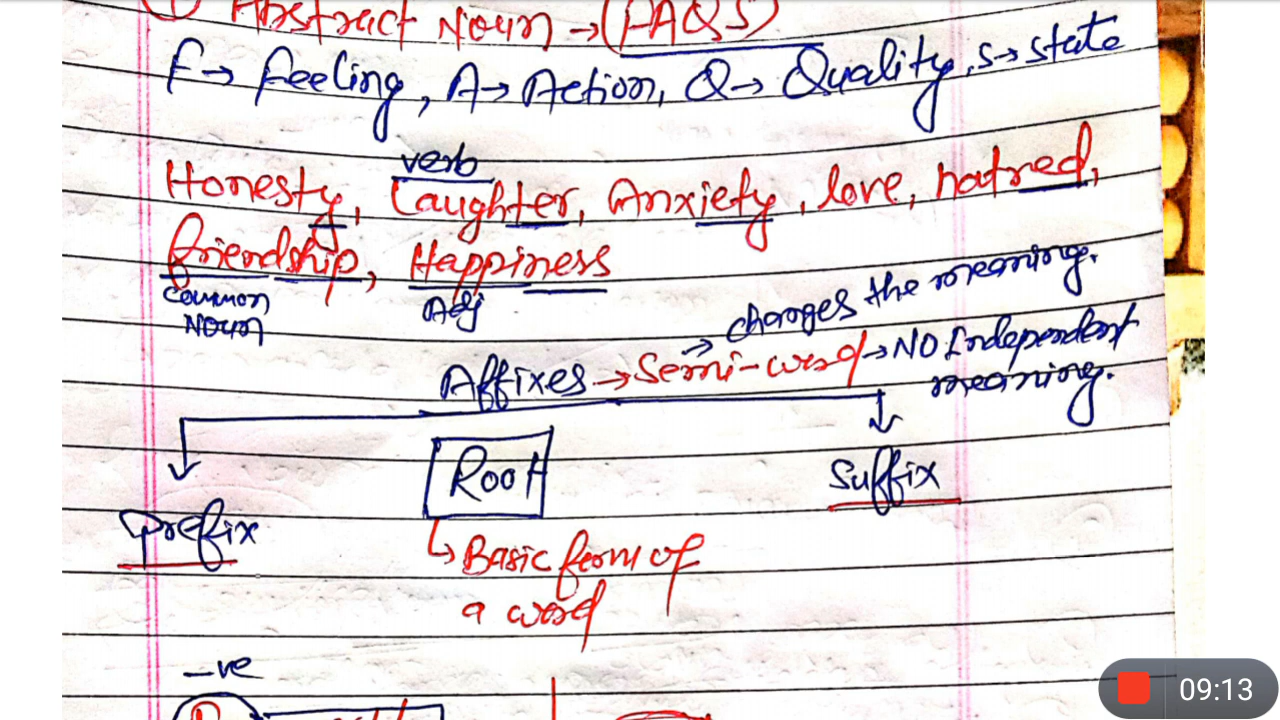 Abstract Noun → (FAQS)
F → Feeling, A → Action, Q → Quality, S → state
verb
Honesty, Laughter, Anxiety, love, hatred,
friendship, Happiness
common
Noun
Adj
→ changes the meaning.
Affixes → Semi-word → NO Independent
meaning.
Prefix
Root
Suffix
↳ Basic form of
a word
-ve
09:13